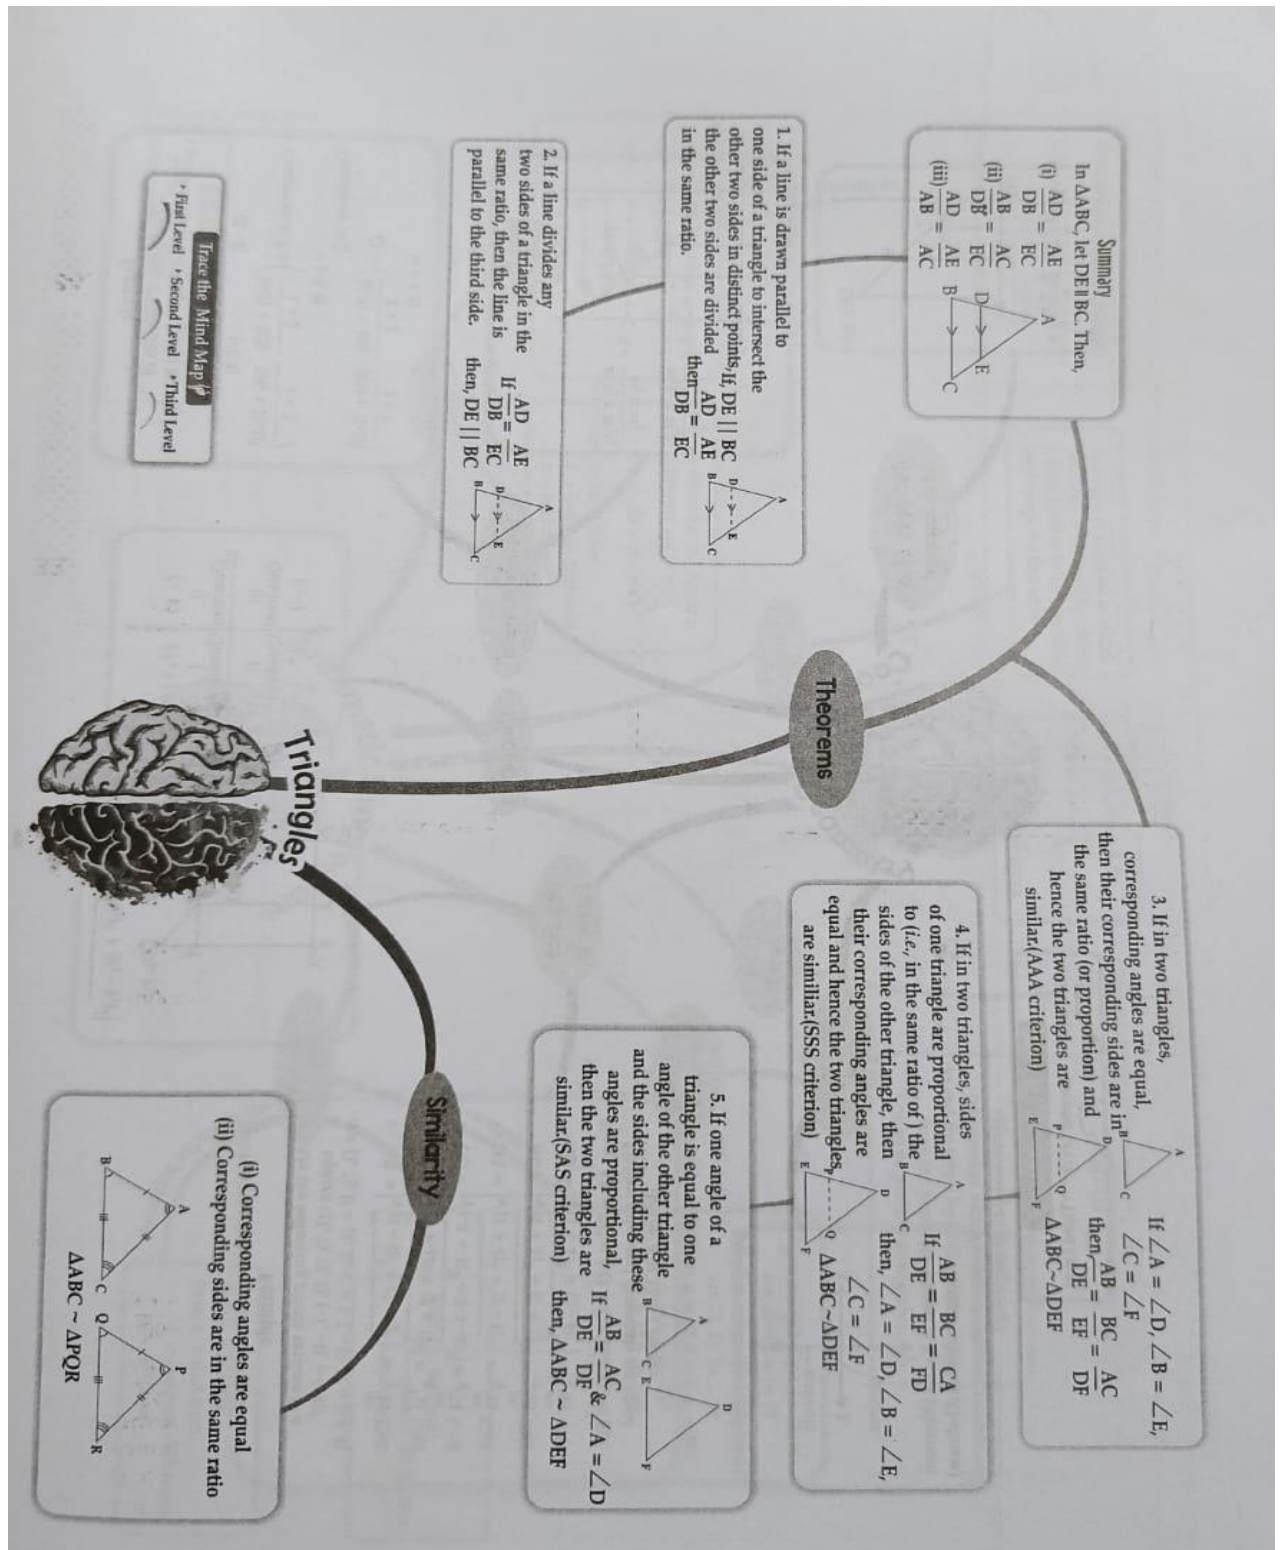 Triangles
Theorems
Summary
In ΔABC, let DE || BC. Then,
(i) AD/DB = AE/EC
(ii) AB/DB = AC/EC
(iii) AD/AB = AE/AC
A
D
E
B
C
1. If a line is drawn parallel to
one side of a triangle to intersect the
other two sides in distinct points,
the other two sides are divided
in the same ratio.
If, DE || BC
then AD/DB = AE/EC
A
D
E
B
C
2. If a line divides any
two sides of a triangle in the
same ratio, then the line is
parallel to the third side.
If AD/DB = AE/EC
then, DE || BC
A
D
E
B
C
3. If in two triangles,
corresponding angles are equal,
then their corresponding sides are in
the same ratio (or proportion) and
hence the two triangles are
similar.(AAA criterion)
A
B
C
D
P
Q
E
F
If ∠A = ∠D, ∠B = ∠E,
∠C = ∠F
then, AB/DE = BC/EF = AC/DF
ΔABC~ΔDEF
4. If in two triangles, sides
of one triangle are proportional
to (i.e., in the same ratio of ) the
sides of the other triangle, then
their corresponding angles are
equal and hence the two triangles
are similiar.(SSS criterion)
A
B
C
D
P
Q
E
F
If AB/DE = BC/EF = CA/FD
then, ∠A = ∠D, ∠B = ∠E,
∠C = ∠F
ΔABC~ΔDEF
5. If one angle of a
triangle is equal to one
angle of the other triangle
and the sides including these
angles are proportional,
then the two triangles are
similar.(SAS criterion)
A
B
C
D
E
F
If AB/DE = AC/DF & ∠A = ∠D
then, ΔABC ~ ΔDEF
Similarity
(i) Corresponding angles are equal
(ii) Corresponding sides are in the same ratio
A
B
C
P
Q
R
ΔABC ~ ΔPQR
Trace the Mind Map
First Level
Second Level
Third Level